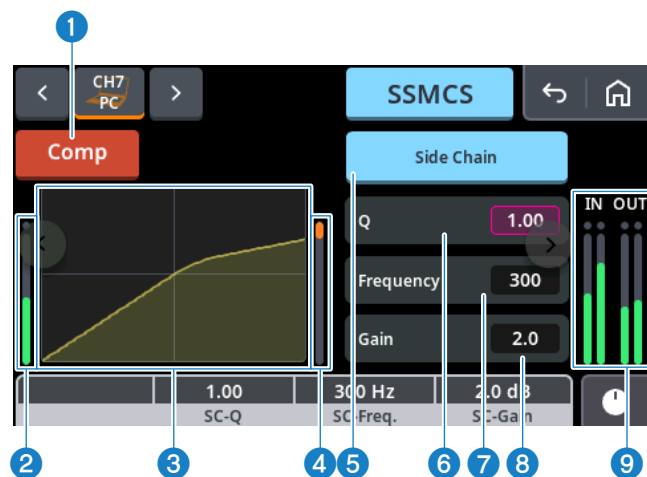 1
CH7
PC
SSMCS
Comp
Side Chain
IN OUT
Q 1.00
Frequency 300
Gain 2.0
1.00 300 Hz 2.0 dB
SC-Q SC-Freq. SC-Gain
2 3 4 5 6 7 8 9